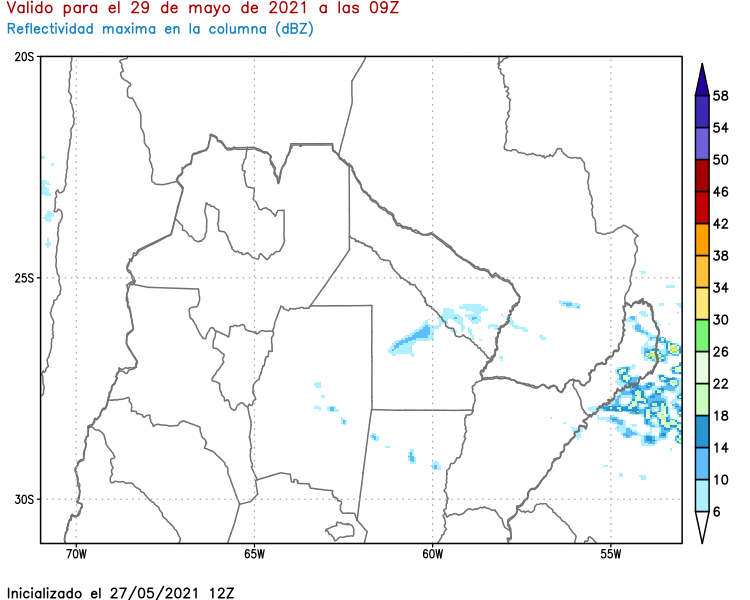 Valido para el 29 de mayo de 2021 a las 09Z
Reflectividad maxima en la columna (dBZ)
20S
25S
30S
70W
65W
60W
55W
58
54
50
46
42
38
34
30
26
22
18
14
10
6
Inicializado el 27/05/2021 12Z